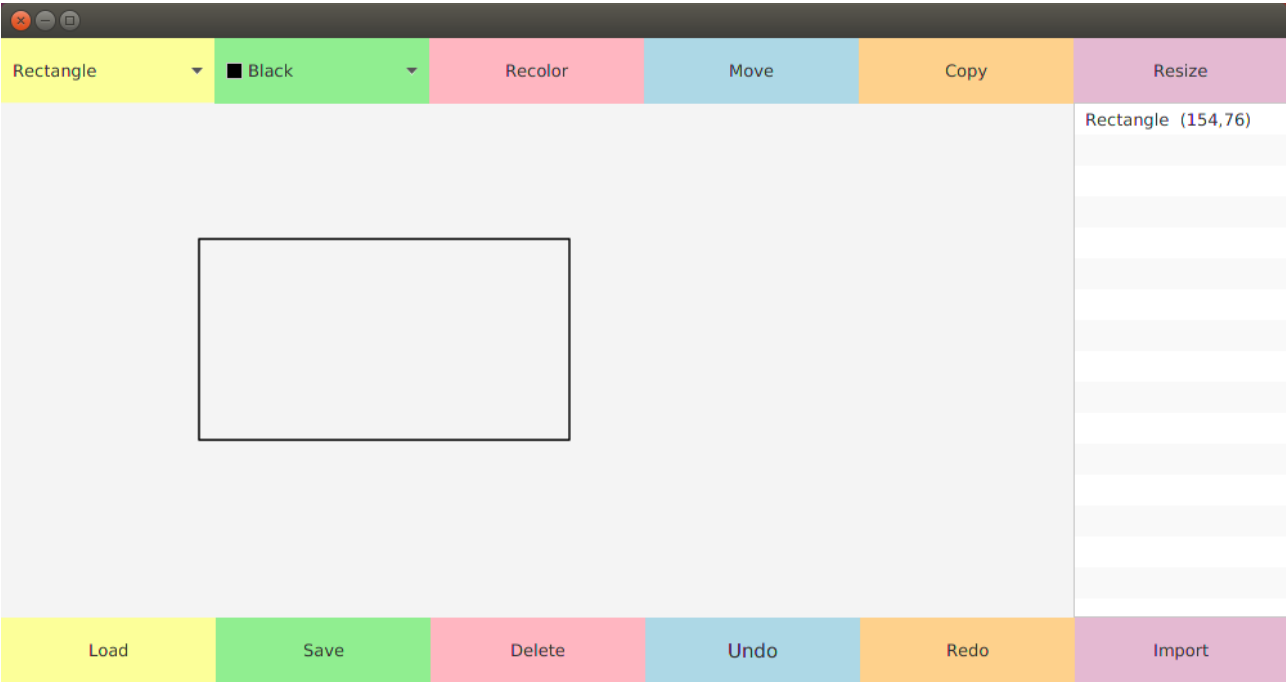 Rectangle Black Recolor Move Copy Resize
Rectangle (154,76)
Load Save Delete Undo Redo Import